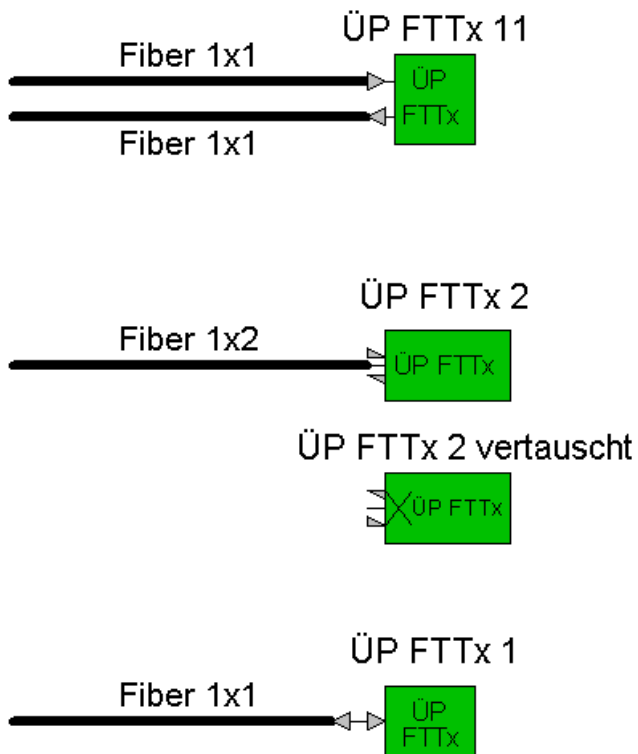 ÜP FTTx 11
Fiber 1x1
ÜP
FTTx
Fiber 1x1
ÜP FTTx 2
Fiber 1x2
ÜP FTTx
ÜP FTTx 2 vertauscht
ÜP FTTx
ÜP FTTx 1
Fiber 1x1
ÜP
FTTx